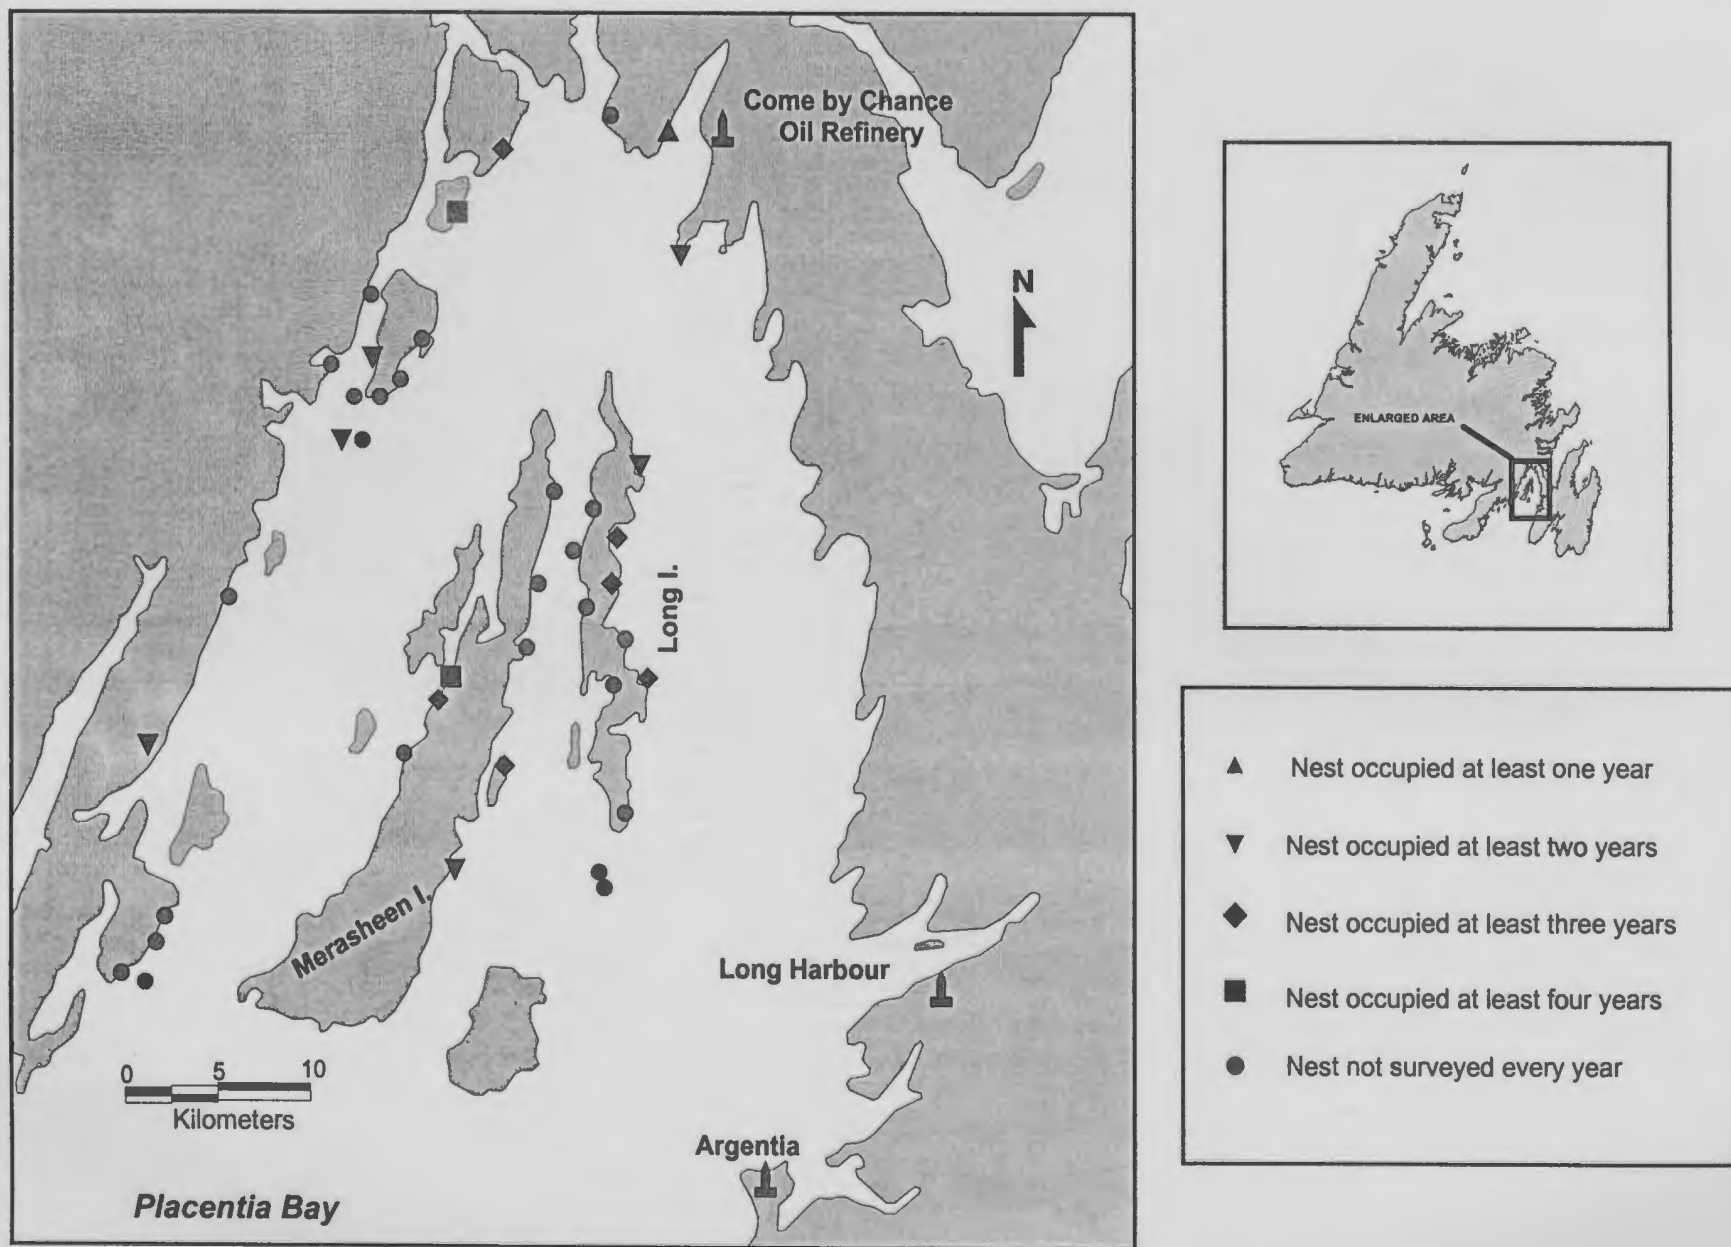 Come by Chance
Oil Refinery
N
ENLARGED AREA
Long I.
Merasheen I.
Long Harbour
0 5 10
Kilometers
Argentia
Placentia Bay
Nest occupied at least one year
Nest occupied at least two years
Nest occupied at least three years
Nest occupied at least four years
Nest not surveyed every year